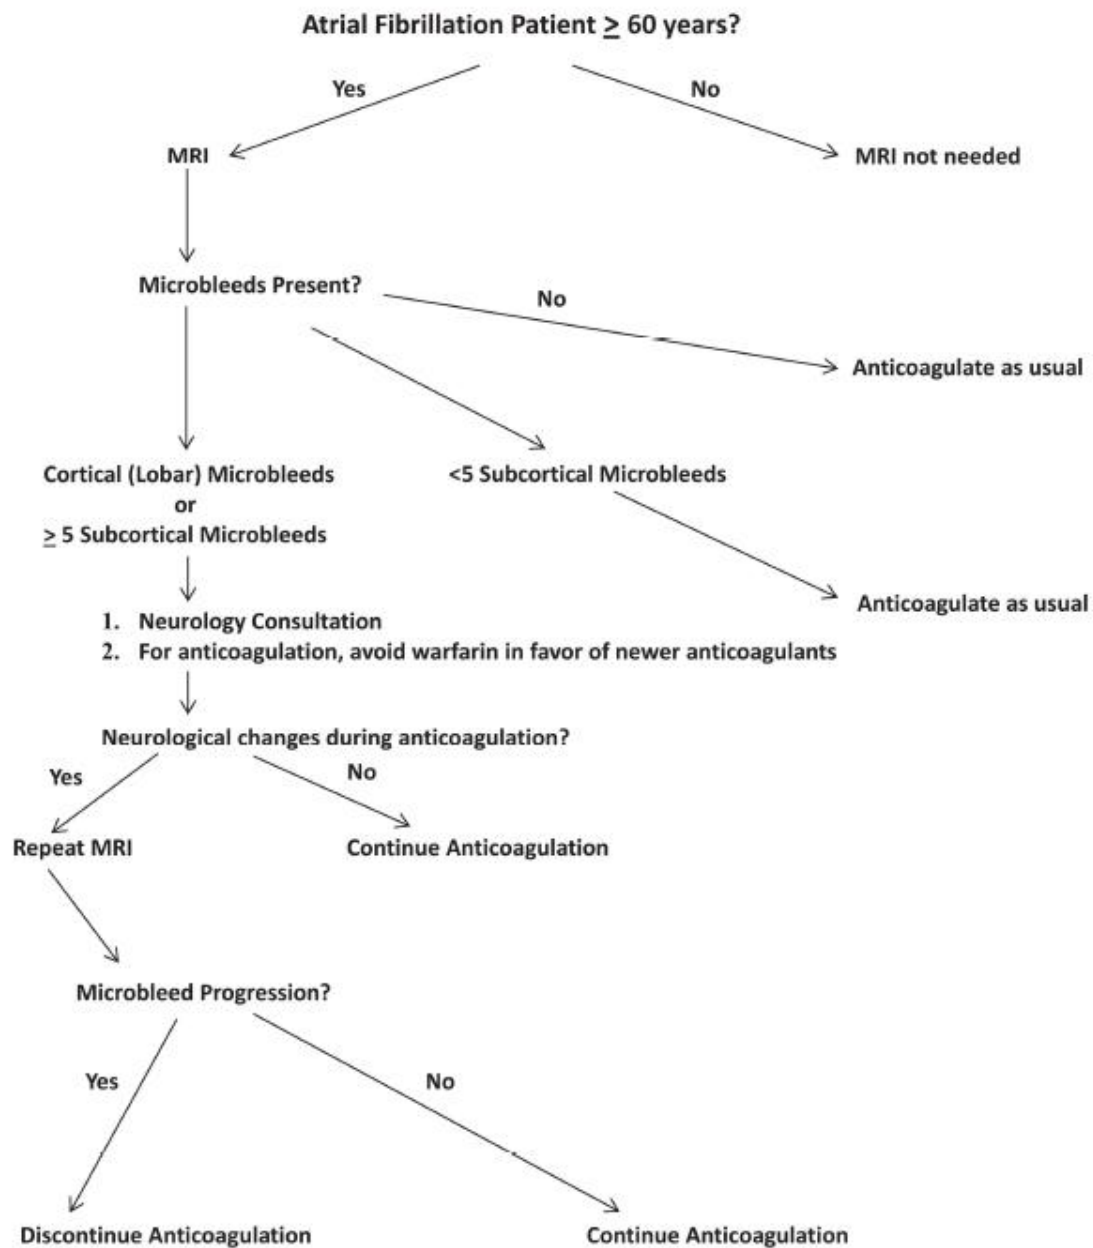 Atrial Fibrillation Patient ≥ 60 years?
Yes
No
MRI
MRI not needed
Microbleeds Present?
No
Anticoagulate as usual
Cortical (Lobar) Microbleeds
or
≥ 5 Subcortical Microbleeds
<5 Subcortical Microbleeds
Anticoagulate as usual
1. Neurology Consultation
2. For anticoagulation, avoid warfarin in favor of newer anticoagulants
Neurological changes during anticoagulation?
Yes
No
Repeat MRI
Continue Anticoagulation
Microbleed Progression?
Yes
No
Discontinue Anticoagulation
Continue Anticoagulation